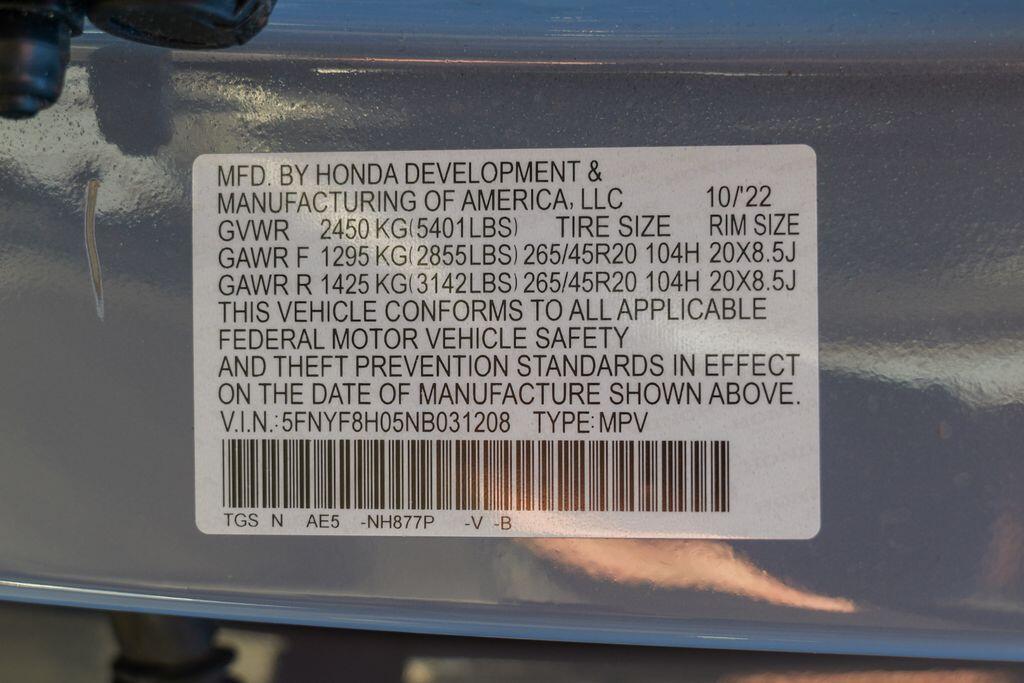 MFD. BY HONDA DEVELOPMENT &
MANUFACTURING OF AMERICA, LLC 10/'22
GVWR 2450 KG(5401LBS) TIRE SIZE RIM SIZE
GAWR F 1295 KG(2855LBS) 265/45R20 104H 20X8.5J
GAWR R 1425 KG(3142LBS) 265/45R20 104H 20X8.5J
THIS VEHICLE CONFORMS TO ALL APPLICABLE
FEDERAL MOTOR VEHICLE SAFETY
AND THEFT PREVENTION STANDARDS IN EFFECT
ON THE DATE OF MANUFACTURE SHOWN ABOVE.
V.I.N.: 5FNYF8H05NB031208 TYPE: MPV
TGS N AE5 -NH877P -V -B